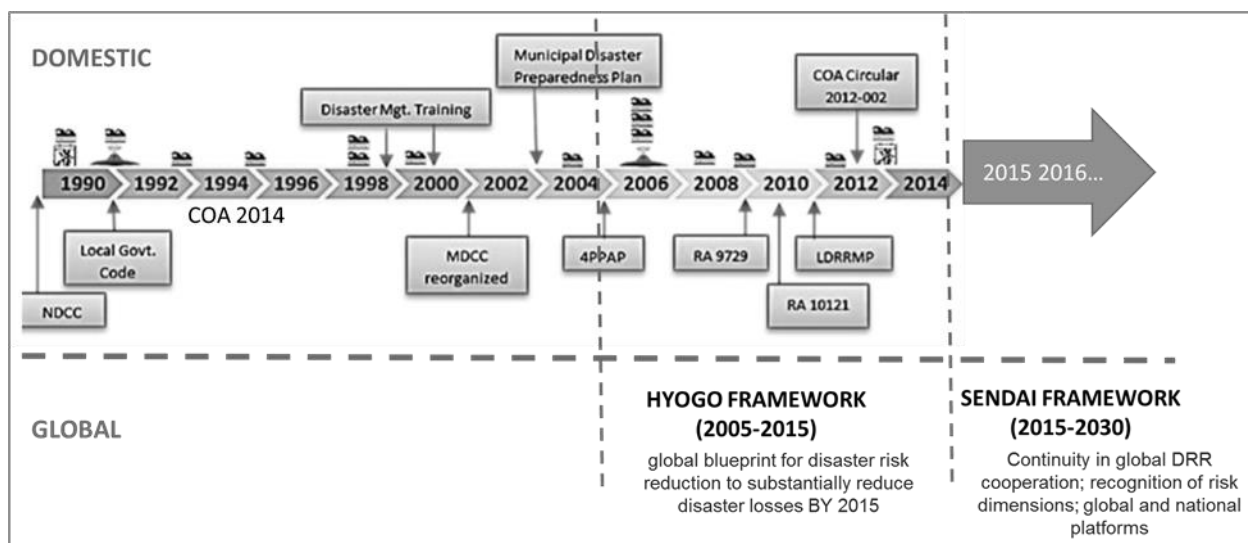 DOMESTIC
Municipal Disaster
Preparedness Plan
COA Circular
2012-002
Disaster Mgt. Training
1990 1992 1994 1996 1998 2000 2002 2004 2006 2008 2010 2012 2014
2015 2016...
COA 2014
Local Govt.
Code
MDCC
reorganized
4PPAP
RA 9729
LDRRMP
NDCC
RA 10121
GLOBAL
HYOGO FRAMEWORK
(2005-2015)
global blueprint for disaster risk
reduction to substantially reduce
disaster losses BY 2015
SENDAI FRAMEWORK
(2015-2030)
Continuity in global DRR
cooperation; recognition of risk
dimensions; global and national
platforms